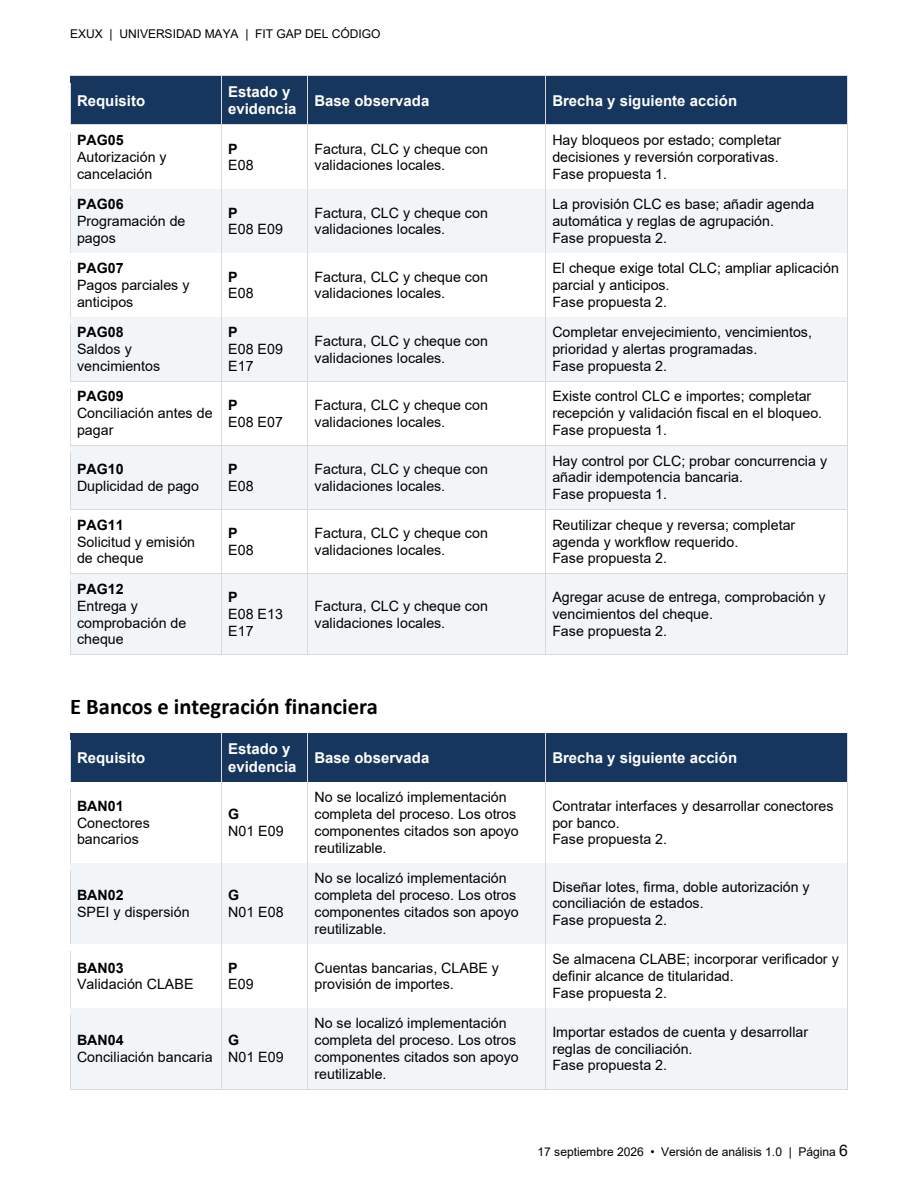 EXUX | UNIVERSIDAD MAYA | FIT GAP DEL CÓDIGO
Requisito
Estado y
evidencia
Base observada
Brecha y siguiente acción
PAG05
Autorización y
cancelación
P
E08
Factura, CLC y cheque con
validaciones locales.
Hay bloqueos por estado; completar
decisiones y reversión corporativas.
Fase propuesta 1.
PAG06
Programación de
pagos
P
E08 E09
Factura, CLC y cheque con
validaciones locales.
La provisión CLC es base; añadir agenda
automática y reglas de agrupación.
Fase propuesta 2.
PAG07
Pagos parciales y
anticipos
P
E08
Factura, CLC y cheque con
validaciones locales.
El cheque exige total CLC; ampliar aplicación
parcial y anticipos.
Fase propuesta 2.
PAG08
Saldos y
vencimientos
P
E08 E09
E17
Factura, CLC y cheque con
validaciones locales.
Completar envejecimiento, vencimientos,
prioridad y alertas programadas.
Fase propuesta 2.
PAG09
Conciliación antes de
pagar
P
E08 E07
Factura, CLC y cheque con
validaciones locales.
Existe control CLC e importes; completar
recepción y validación fiscal en el bloqueo.
Fase propuesta 1.
PAG10
Duplicidad de pago
P
E08
Factura, CLC y cheque con
validaciones locales.
Hay control por CLC; probar concurrencia y
añadir idempotencia bancaria.
Fase propuesta 1.
PAG11
Solicitud y emisión
de cheque
P
E08
Factura, CLC y cheque con
validaciones locales.
Reutilizar cheque y reversa; completar
agenda y workflow requerido.
Fase propuesta 2.
PAG12
Entrega y
comprobación de
cheque
P
E08 E13
E17
Factura, CLC y cheque con
validaciones locales.
Agregar acuse de entrega, comprobación y
vencimientos del cheque.
Fase propuesta 2.
E Bancos e integración financiera
Requisito
Estado y
evidencia
Base observada
Brecha y siguiente acción
BAN01
Conectores
bancarios
G
N01 E09
No se localizó implementación
completa del proceso. Los otros
componentes citados son apoyo
reutilizable.
Contratar interfaces y desarrollar conectores
por banco.
Fase propuesta 2.
BAN02
SPEI y dispersión
G
N01 E08
No se localizó implementación
completa del proceso. Los otros
componentes citados son apoyo
reutilizable.
Diseñar lotes, firma, doble autorización y
conciliación de estados.
Fase propuesta 2.
BAN03
Validación CLABE
P
E09
Cuentas bancarias, CLABE y
provisión de importes.
Se almacena CLABE; incorporar verificador y
definir alcance de titularidad.
Fase propuesta 2.
BAN04
Conciliación bancaria
G
N01 E09
No se localizó implementación
completa del proceso. Los otros
componentes citados son apoyo
reutilizable.
Importar estados de cuenta y desarrollar
reglas de conciliación.
Fase propuesta 2.
17 septiembre 2026 • Versión de análisis 1.0 | Página 6